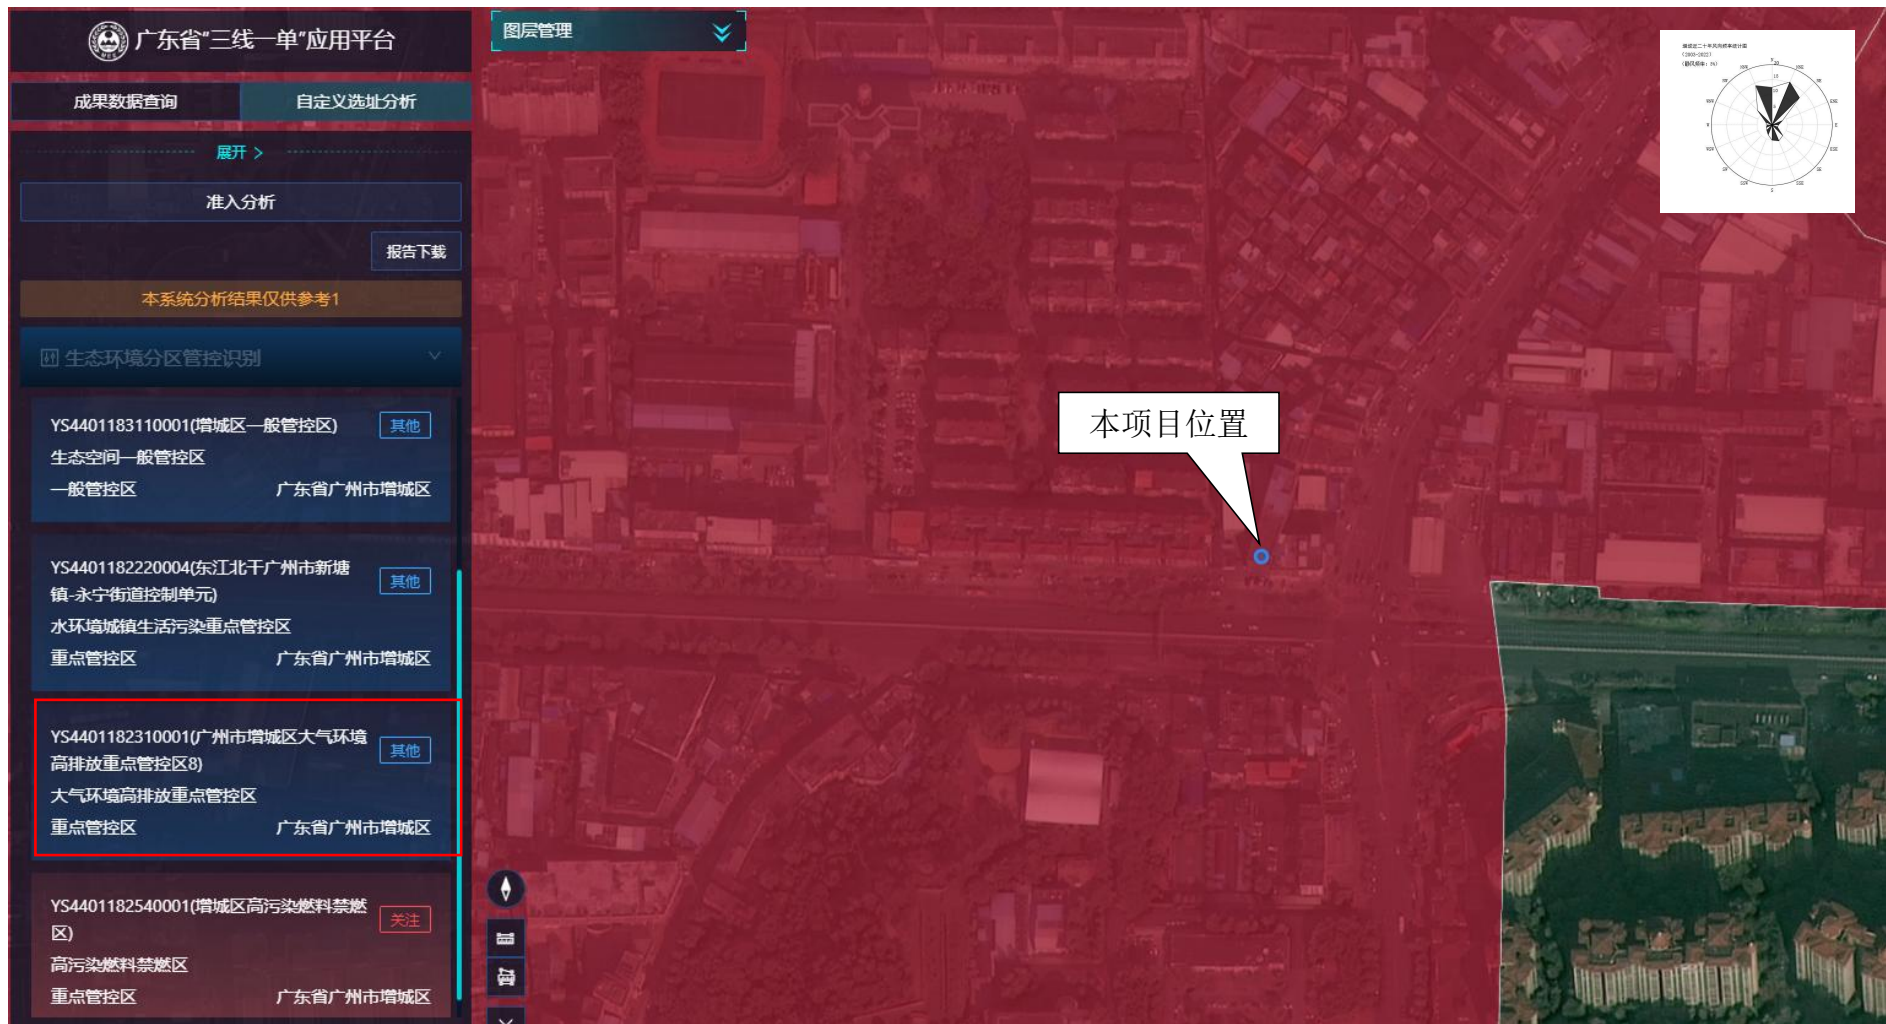 广东省"三线一单"应用平台
成果数据查询
自定义选址分析
展开 >
准入分析
报告下载
本系统分析结果仅供参考1
生态环境分区管控识别
YS4401183110001(增城区一般管控区)
其他
生态空间一般管控区
一般管控区
广东省广州市增城区
YS4401182220004(东江北干广州市新塘
镇-永宁街道控制单元)
其他
水环境城镇生活污染重点管控区
重点管控区
广东省广州市增城区
YS4401182310001(广州市增城区大气环境
高排放重点管控区8)
其他
大气环境高排放重点管控区
重点管控区
广东省广州市增城区
YS4401182540001(增城区高污染燃料禁燃
区)
关注
高污染燃料禁燃区
重点管控区
广东省广州市增城区
图层管理
本项目位置
(2003-2022)